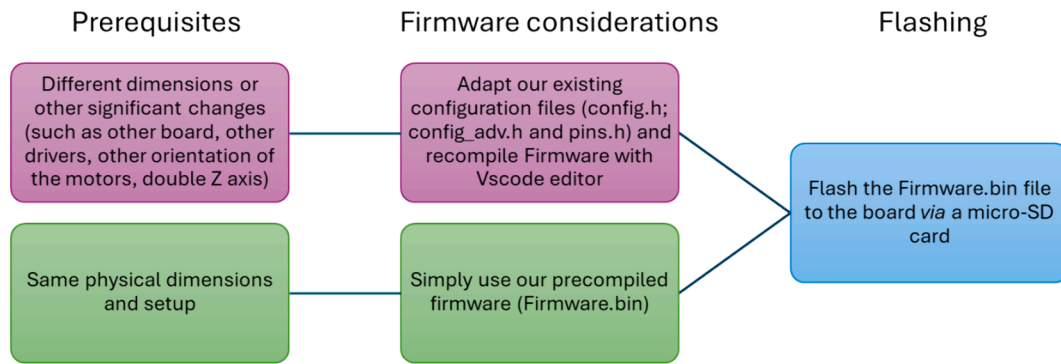 Prerequisites
Firmware considerations
Flashing
Different dimensions or
other significant changes
(such as other board, other
drivers, other orientation of
the motors, double Z axis)
Adapt our existing
configuration files (config.h;
config_adv.h and pins.h) and
recompile Firmware with
Vscode editor
Flash the Firmware.bin file
to the board via a micro-SD
card
Same physical dimensions
and setup
Simply use our precompiled
firmware (Firmware.bin)